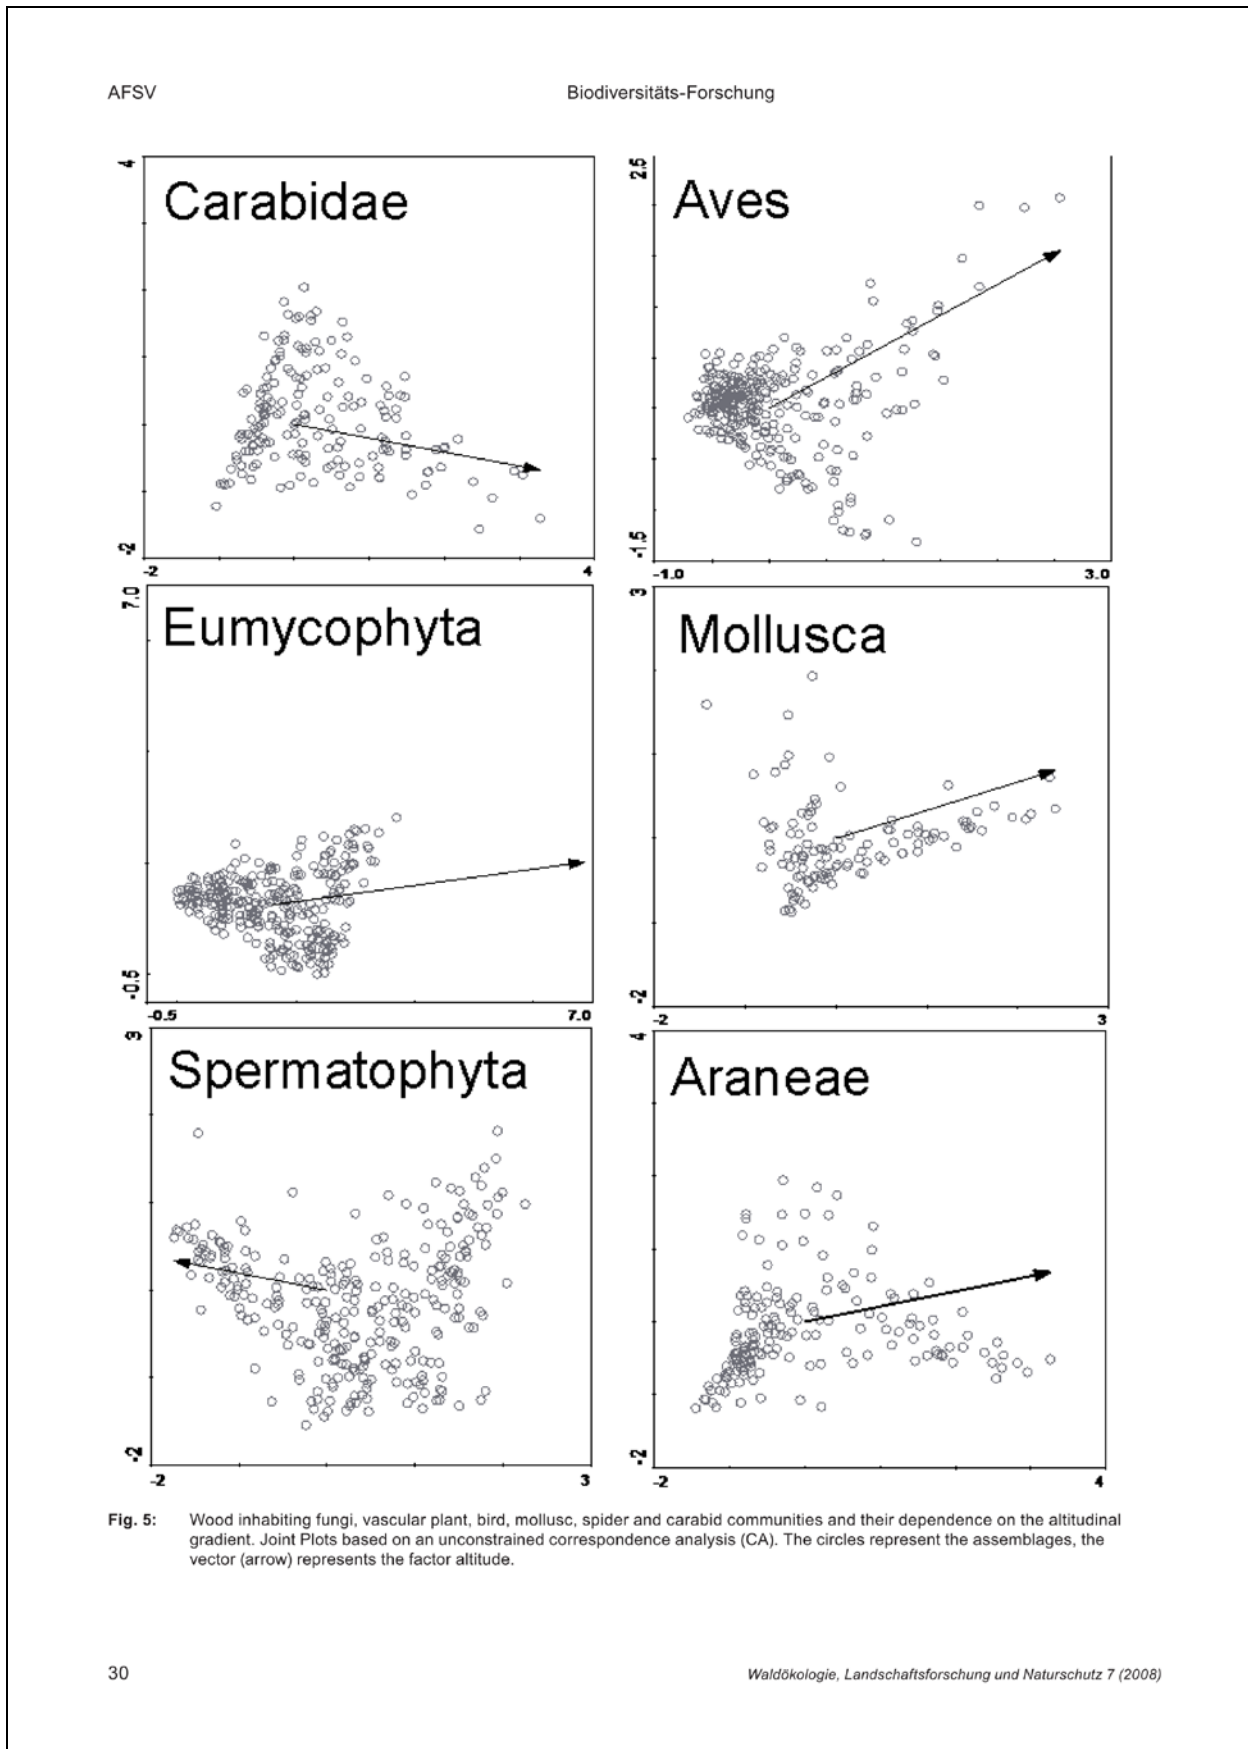 AFSV
Biodiversitäts-Forschung
4
Carabidae
-2
-2
4
2.5
Aves
-1.5
-1.0
3.0
7.0
Eumycophyta
-0.5
-0.5
7.0
3
Mollusca
-2
-2
3
3
Spermatophyta
-2
-2
3
4
Araneae
-2
-2
4
Fig. 5: Wood inhabiting fungi, vascular plant, bird, mollusc, spider and carabid communities and their dependence on the altitudinal
gradient. Joint Plots based on an unconstrained correspondence analysis (CA). The circles represent the assemblages, the
vector (arrow) represents the factor altitude.
30
Waldökologie, Landschaftsforschung und Naturschutz 7 (2008)